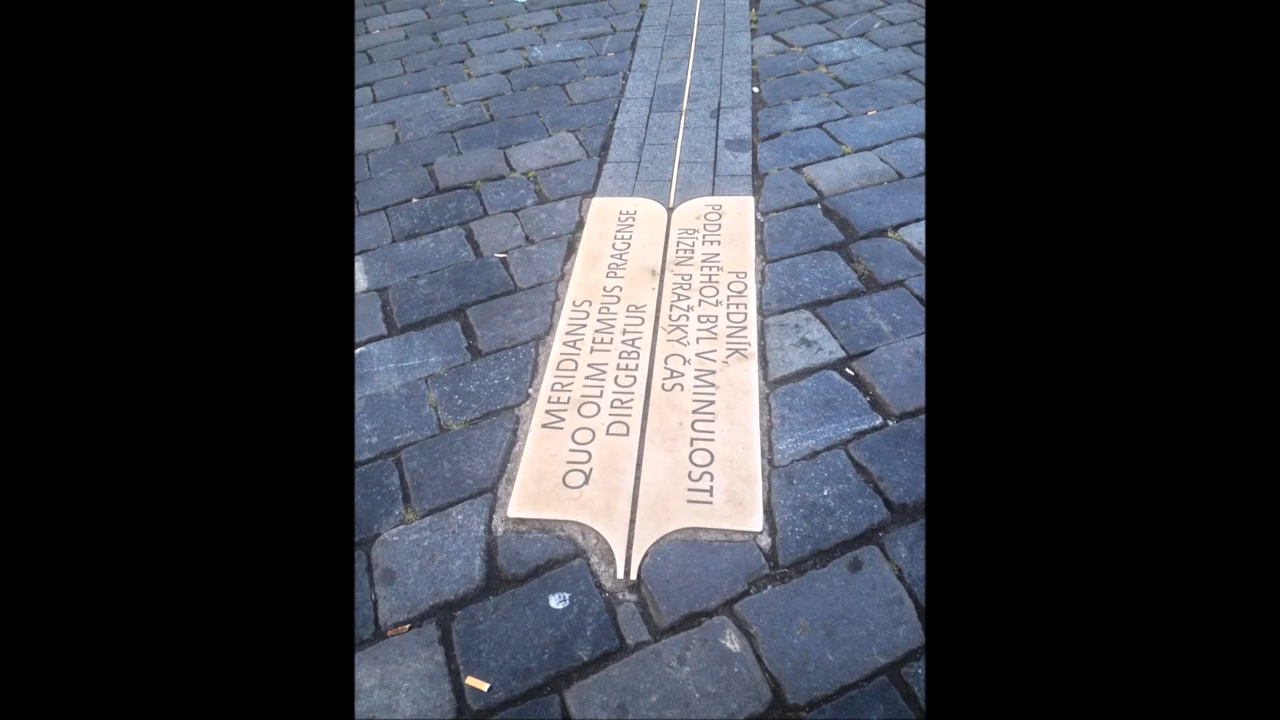 MERIDIANUS
QUO OLIM TEMPUS PRAGENSE
DIRIGEBATUR
POLEDNÍK,
PODLE NĚHOŽ BYL V MINULOSTI
ŘÍZEN PRAŽSKÝ ČAS